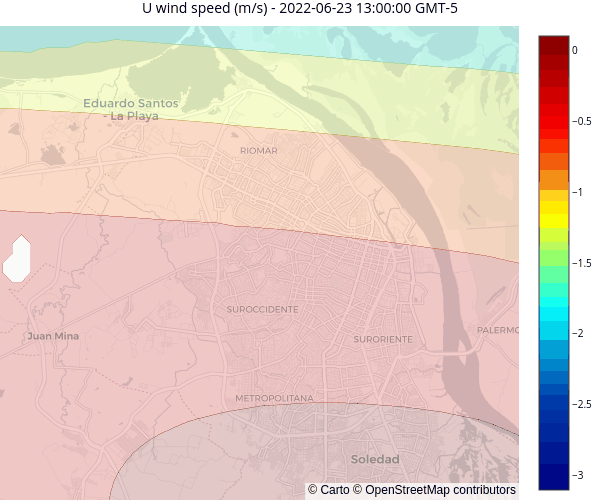 U wind speed (m/s) - 2022-06-23 13:00:00 GMT-5
Eduardo Santos
- La Playa
RIOMAR
SUROCCIDENTE
Juan Mina
SURORIENTE
PALERMO
METROPOLITANA
Soledad
© Carto © OpenStreetMap contributors
0
−0.5
−1
−1.5
−2
−2.5
−3